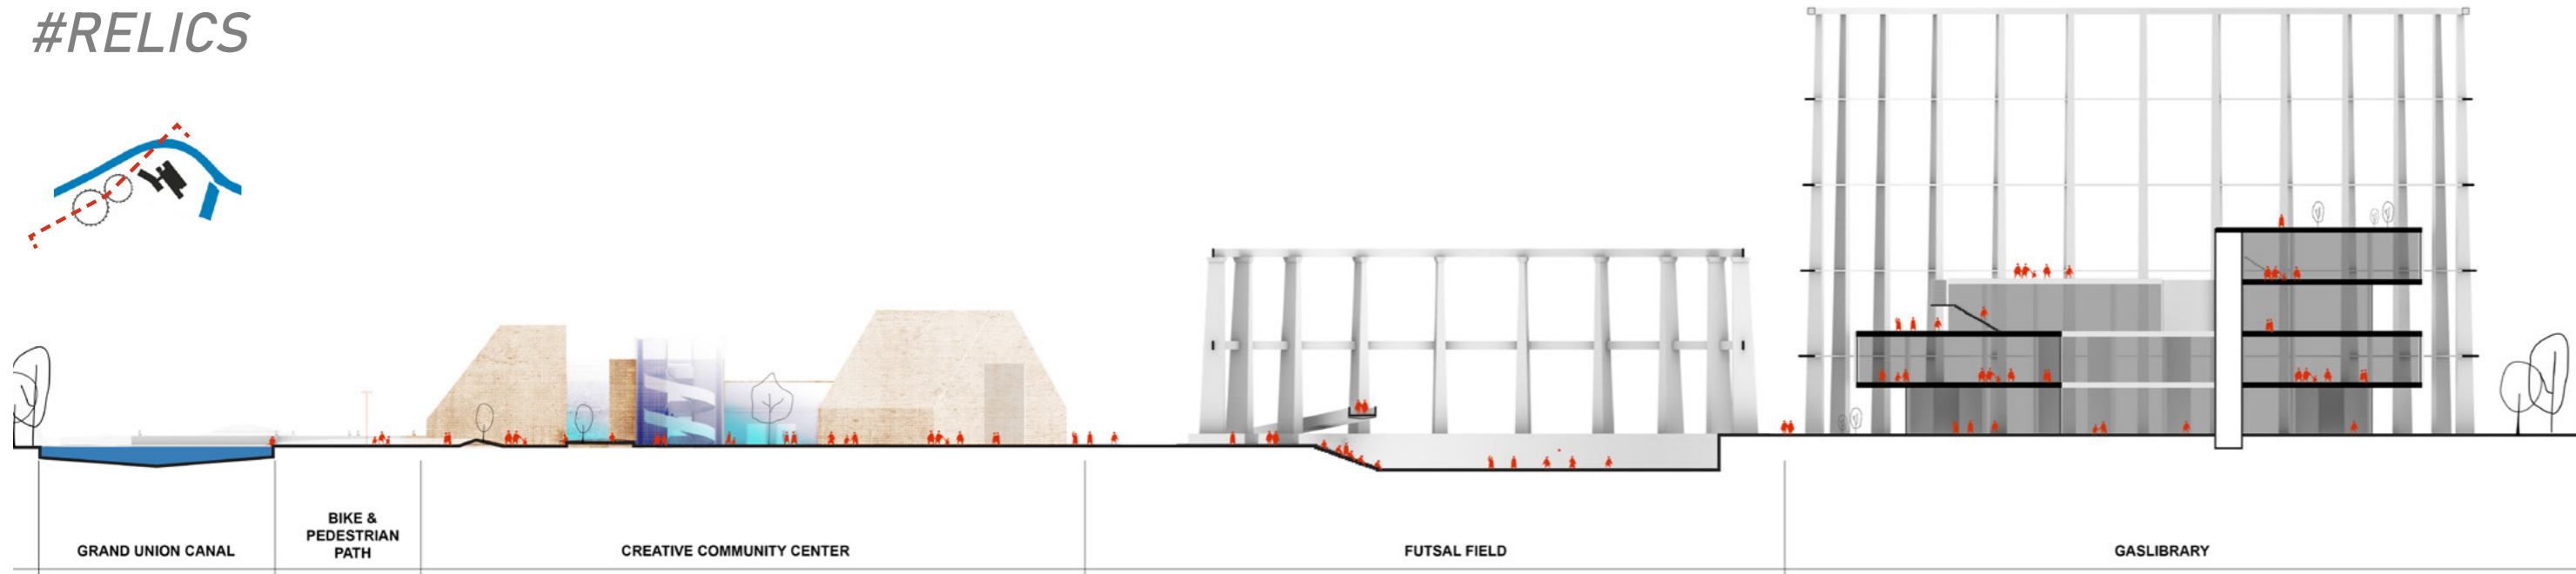 #RELICS
GRAND UNION CANAL
BIKE &
PEDESTRIAN
PATH
CREATIVE COMMUNITY CENTER
FUTSAL FIELD
GASLIBRARY